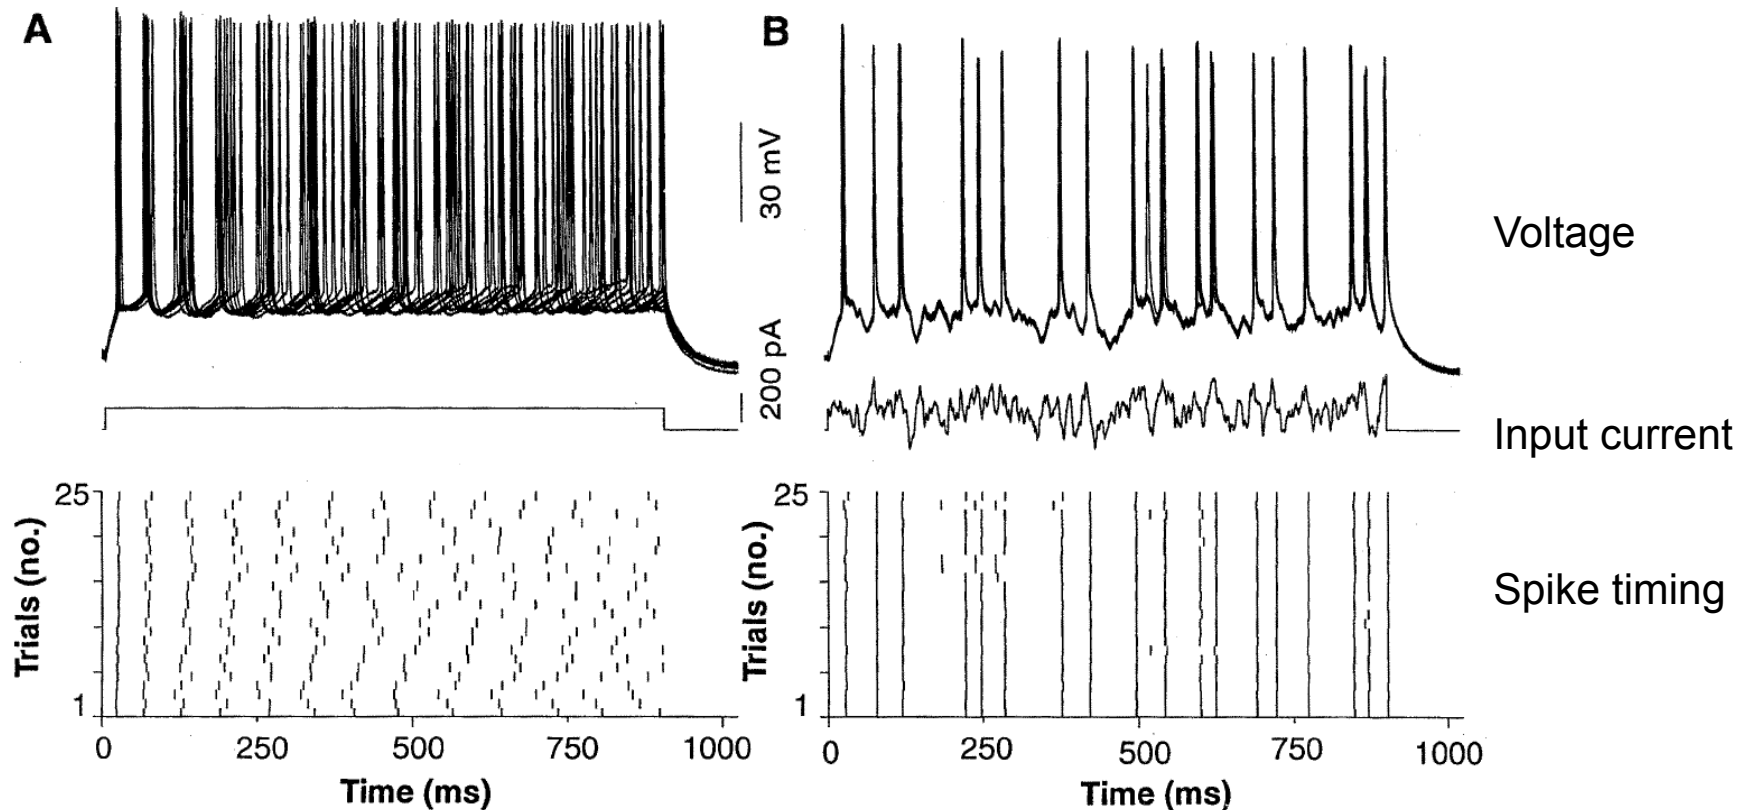 A
B
30 mV
Voltage
200 pA
Input current
25
Trials (no.)
1
0 250 500 750 1000
Time (ms)
25
Trials (no.)
1
0 250 500 750 1000
Time (ms)
Spike timing